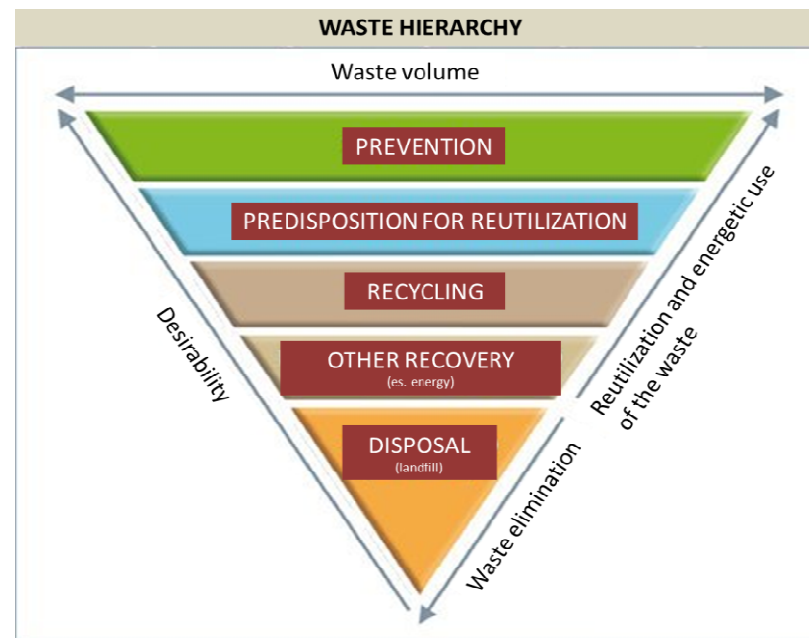 WASTE HIERARCHY
Waste volume
PREVENTION
PREDISPOSITION FOR REUTILIZATION
RECYCLING
OTHER RECOVERY
(es. energy)
DISPOSAL
(landfill)
Desirability
Reutilization and energetic use
of the waste
Waste elimination